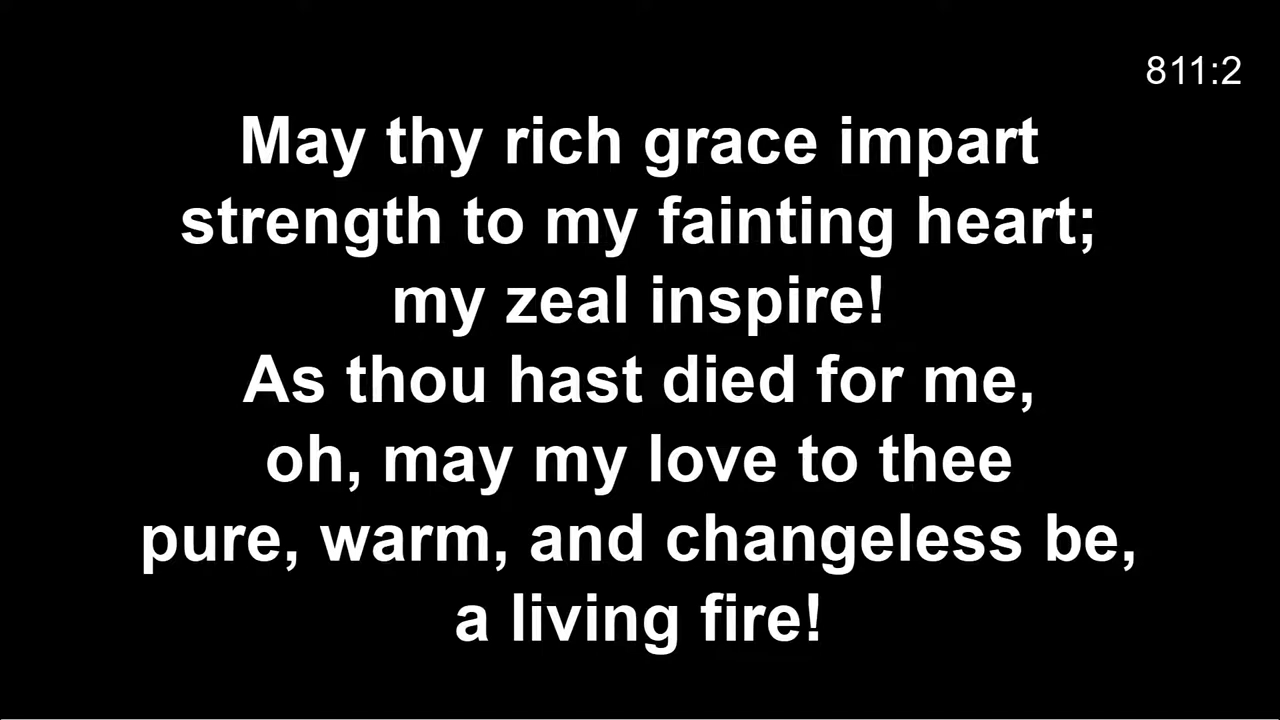 811:2
May thy rich grace impart
strength to my fainting heart;
my zeal inspire!
As thou hast died for me,
oh, may my love to thee
pure, warm, and changeless be,
a living fire!